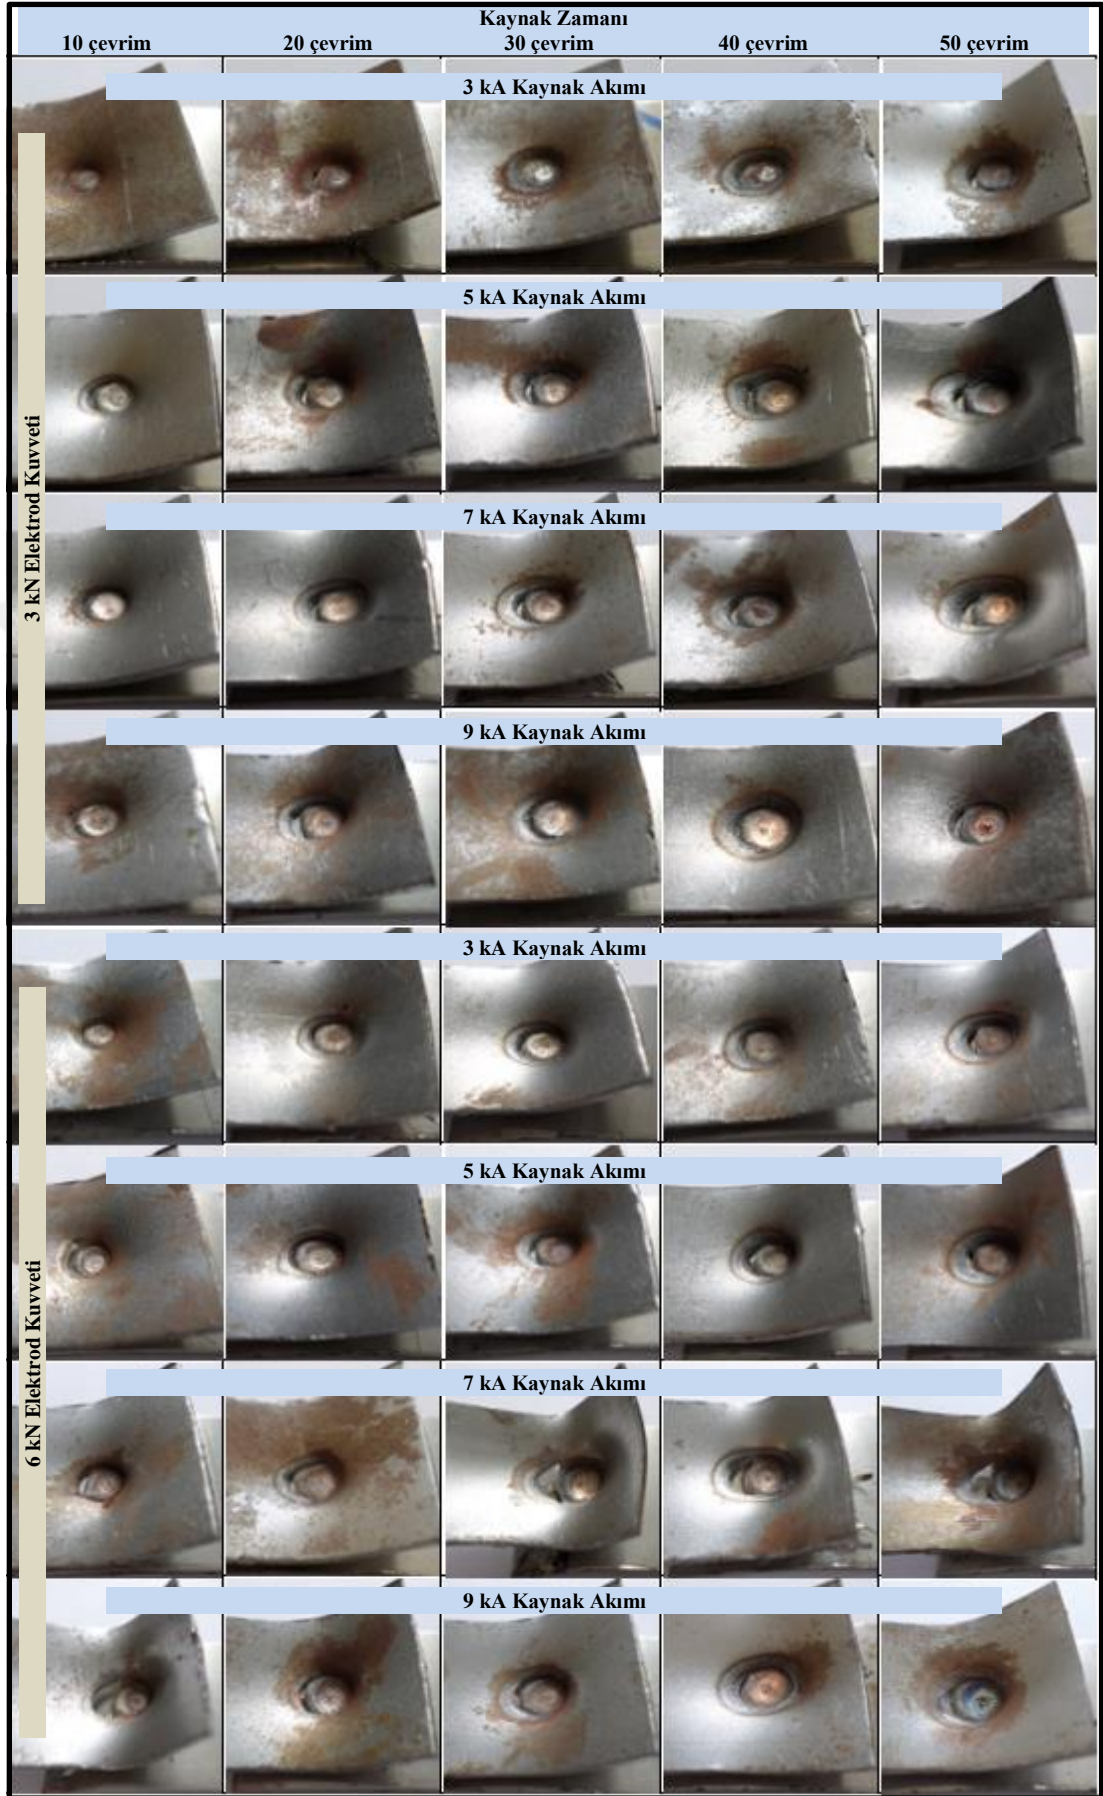 Kaynak Zamanı
10 çevrim 20 çevrim 30 çevrim 40 çevrim 50 çevrim
3 kN Elektrod Kuvveti
3 kA Kaynak Akımı
5 kA Kaynak Akımı
7 kA Kaynak Akımı
9 kA Kaynak Akımı
6 kN Elektrod Kuvveti
3 kA Kaynak Akımı
5 kA Kaynak Akımı
7 kA Kaynak Akımı
9 kA Kaynak Akımı